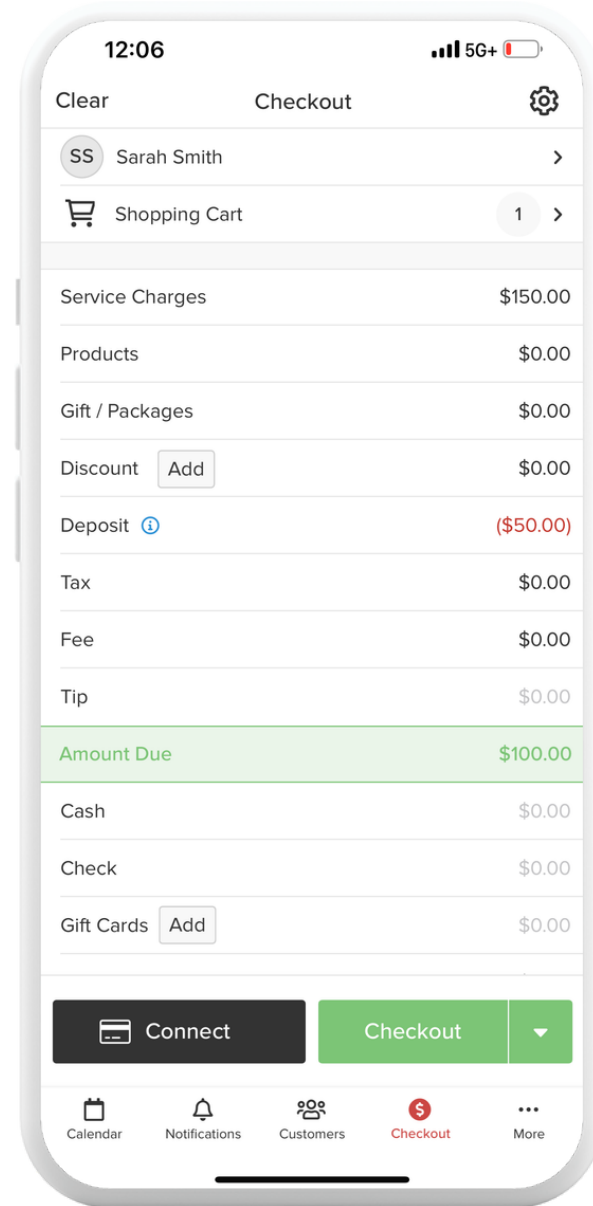 12:06 5G+
Clear Checkout
SS Sarah Smith
Shopping Cart 1
Service Charges $150.00
Products $0.00
Gift / Packages $0.00
Discount Add $0.00
Deposit ($50.00)
Tax $0.00
Fee $0.00
Tip $0.00
Amount Due $100.00
Cash $0.00
Check $0.00
Gift Cards Add $0.00
Connect Checkout
Calendar Notifications Customers Checkout More